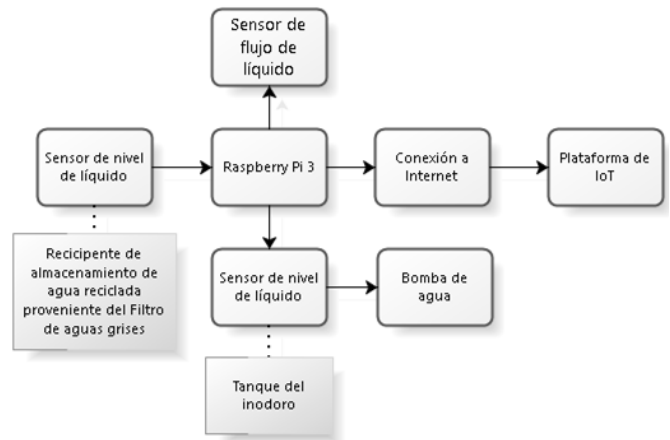 Sensor de
flujo de
líquido
Sensor de nivel
de líquido
Raspberry Pi 3
Conexión a
Internet
Plataforma de
IoT
Recicipente de
almacenamiento de
agua reciclada
proveniente del Filtro
de aguas grises
Sensor de nivel
de líquido
Bomba de
agua
Tanque del
inodoro